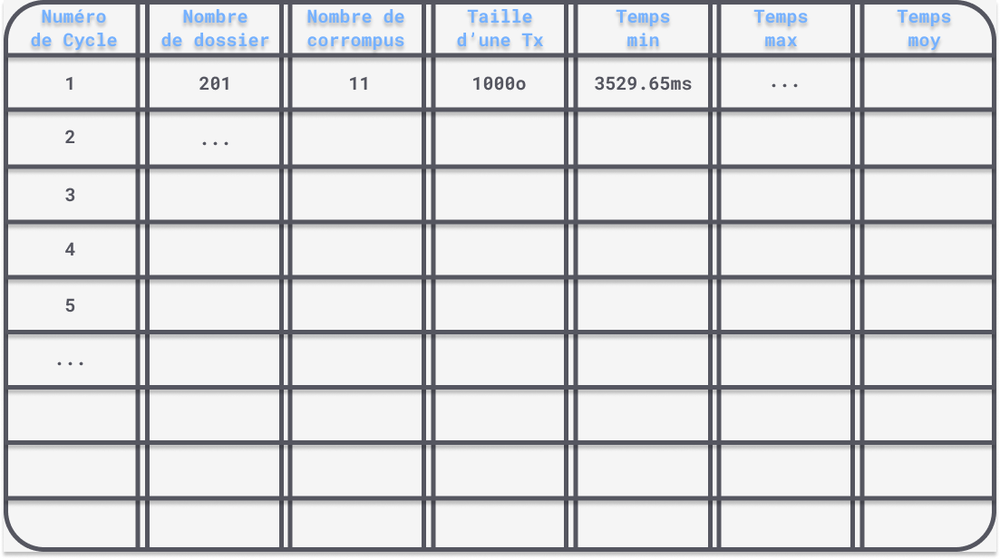 Numéro Nombre Nombre de Taille Temps Temps Temps
de Cycle de dossier corrompus d’une Tx min max moy
1 201 11 1000o 3529.65ms ...
2 ...
3
4
5
...